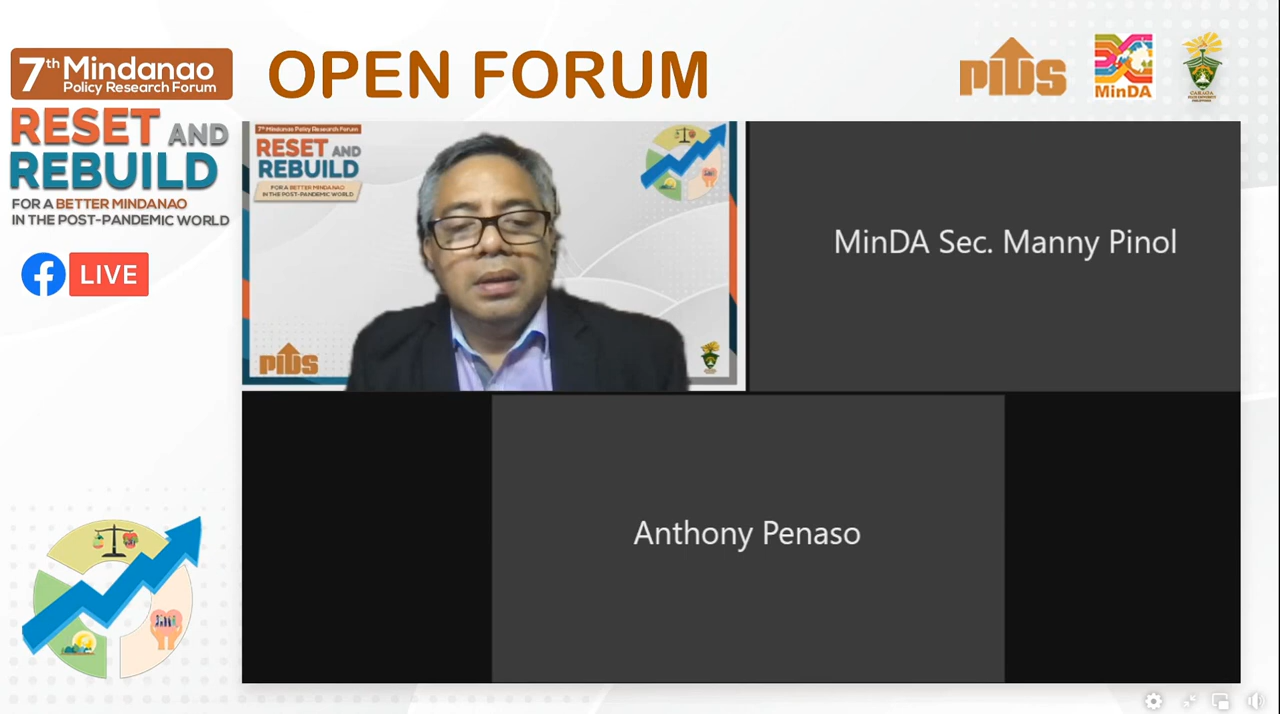 7th Mindanao
Policy Research Forum
RESET AND
REBUILD
FOR A BETTER MINDANAO
IN THE POST-PANDEMIC WORLD
LIVE
OPEN FORUM
PIDS
MinDA
CARAGA
7th Mindanao Policy Research Forum
RESET AND
REBUILD
FOR A BETTER MINDANAO
IN THE POST-PANDEMIC WORLD
PIDS
MinDA Sec. Manny Pinol
Anthony Penaso